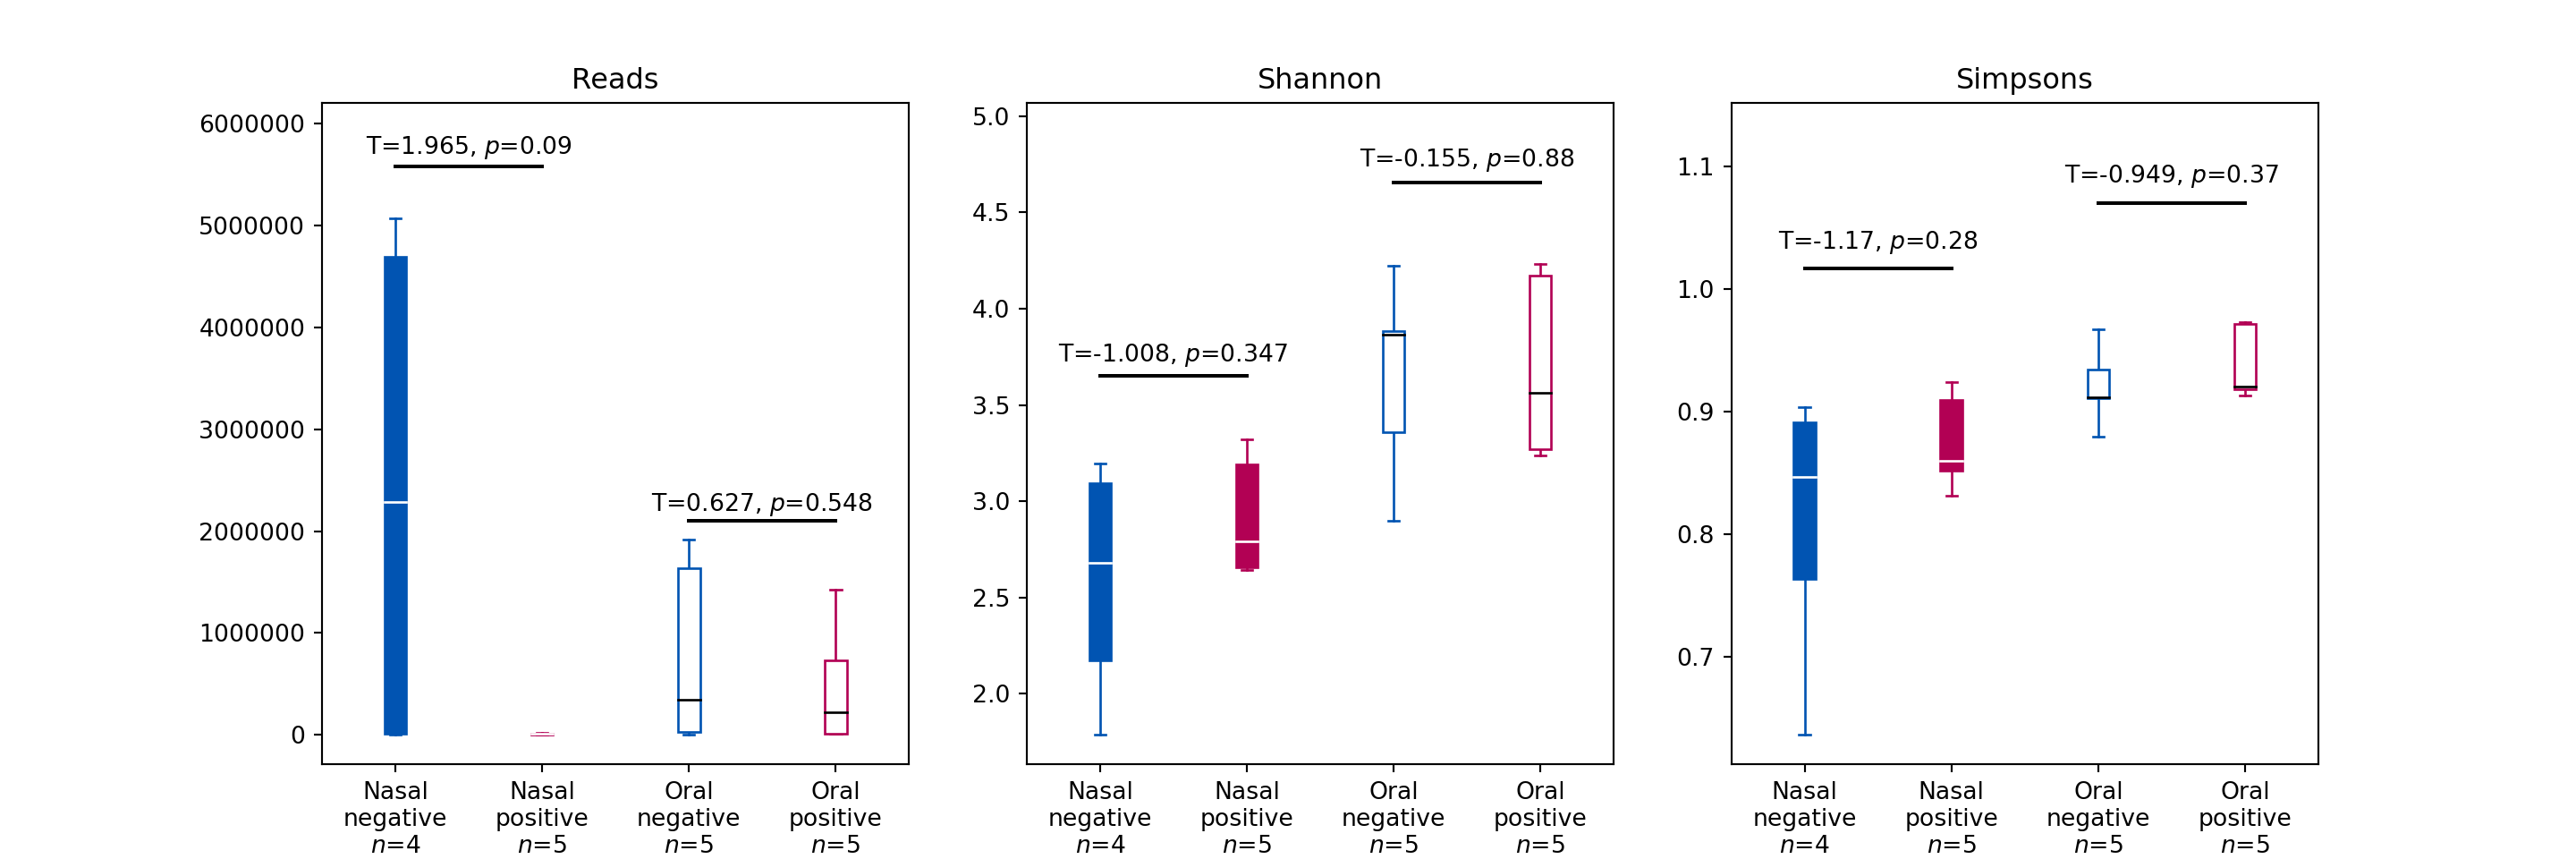 Reads
6000000
5000000
4000000
3000000
2000000
1000000
0
T=1.965, p=0.09
T=0.627, p=0.548
Nasal
negative
n=4
Nasal
positive
n=5
Oral
negative
n=5
Oral
positive
n=5
Shannon
5.0
4.5
4.0
3.5
3.0
2.5
2.0
T=-0.155, p=0.88
T=-1.008, p=0.347
Nasal
negative
n=4
Nasal
positive
n=5
Oral
negative
n=5
Oral
positive
n=5
Simpsons
1.1
1.0
0.9
0.8
0.7
T=-0.949, p=0.37
T=-1.17, p=0.28
Nasal
negative
n=4
Nasal
positive
n=5
Oral
negative
n=5
Oral
positive
n=5